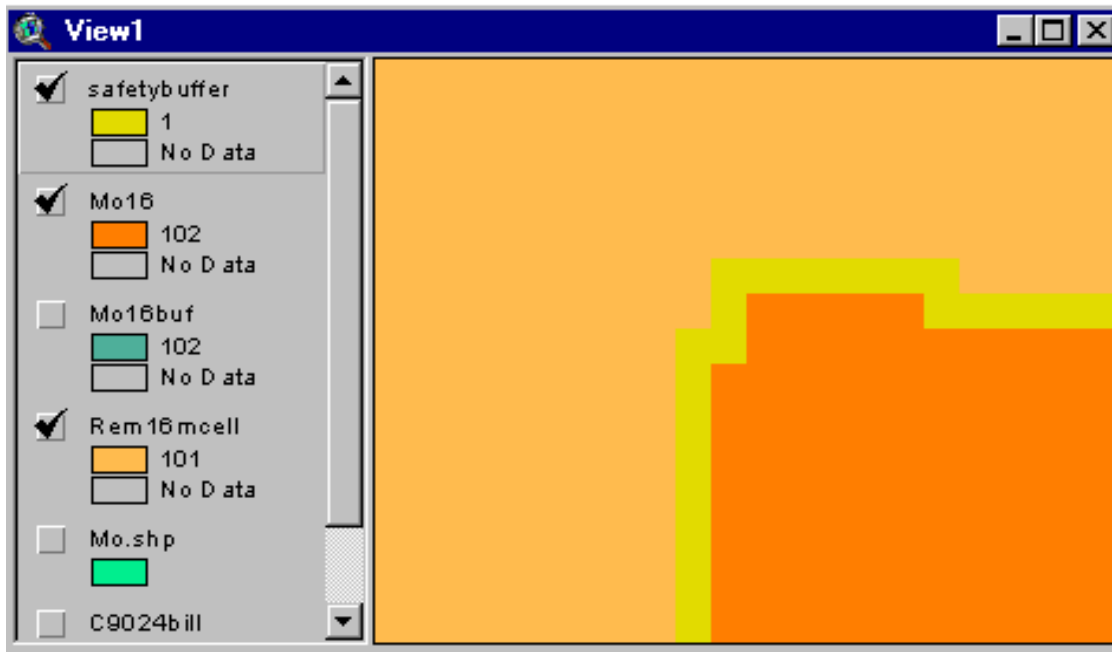 View1
safetybuffer
1
No Data
Mo16
102
No Data
Mo16buf
102
No Data
Rem16mcell
101
No Data
Mo.shp
C9024bill